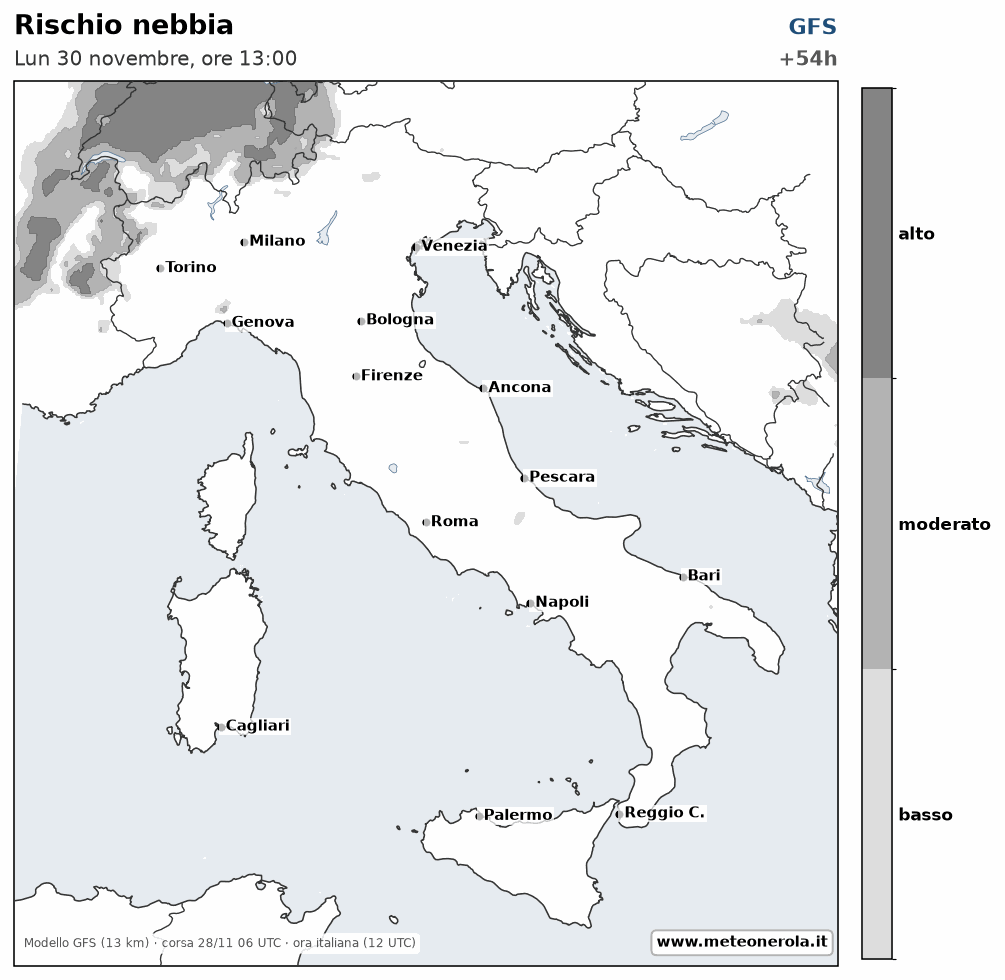 Rischio nebbia
GFS
Lun 30 novembre, ore 13:00
+54h
alto
moderato
basso
Milano
Venezia
Torino
Genova
Bologna
Firenze
Ancona
Pescara
Roma
Bari
Napoli
Cagliari
Palermo
Reggio C.
Modello GFS (13 km) · corsa 28/11 06 UTC · ora italiana (12 UTC)
www.meteonerola.it